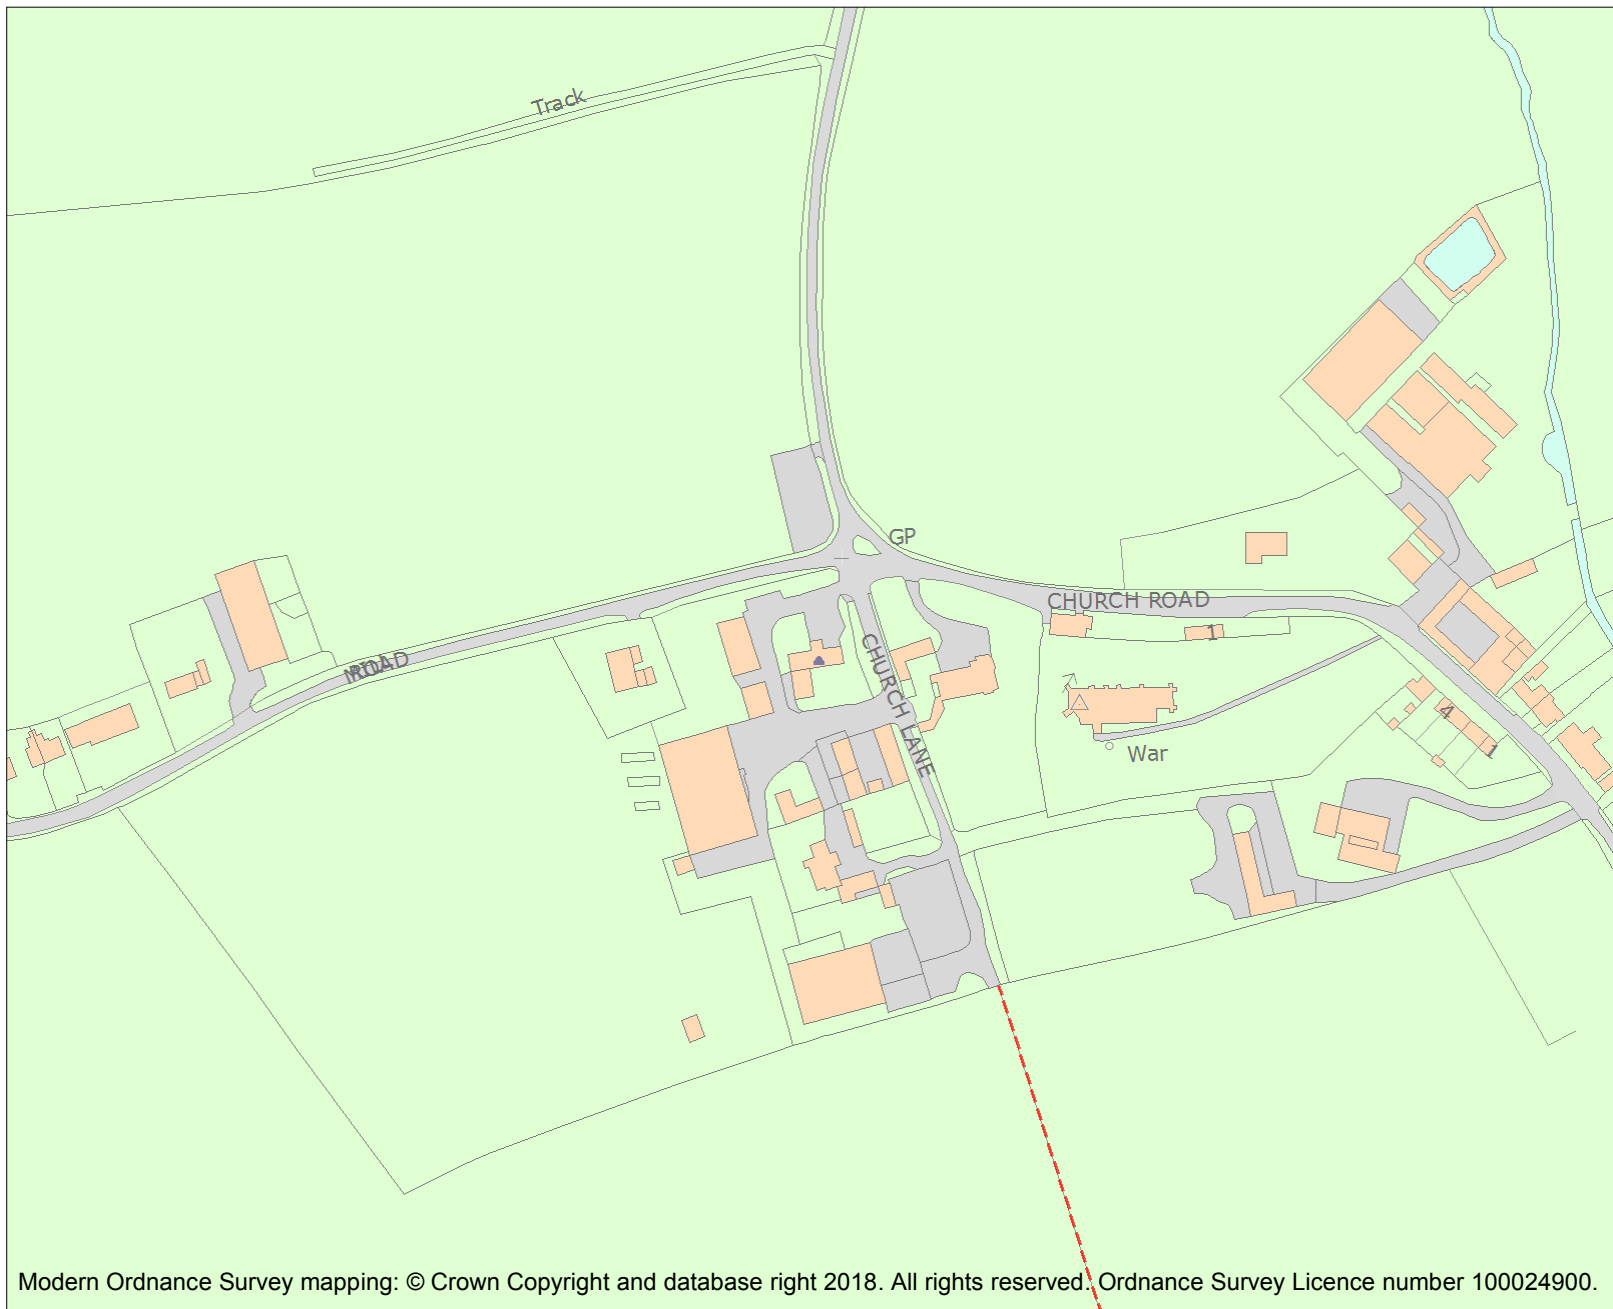 Track
GP
CHURCH ROAD
1
ROAD
CHURCH LANE
4
War
1
Modern Ordnance Survey mapping: © Crown Copyright and database right 2018. All rights reserved. Ordnance Survey Licence number 100024900.